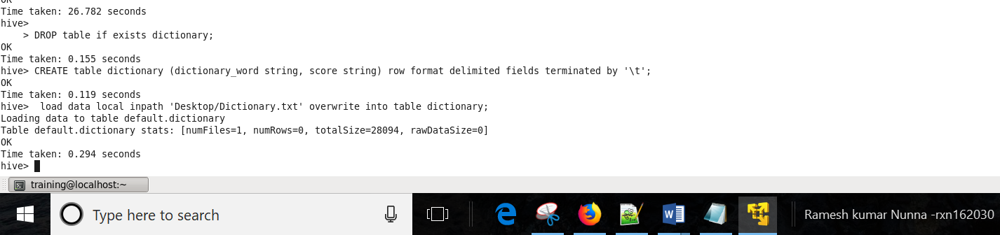 OK
Time taken: 26.782 seconds
hive>
    > DROP table if exists dictionary;
OK
Time taken: 0.155 seconds
hive> CREATE table dictionary (dictionary_word string, score string) row format delimited fields terminated by '\t';
OK
Time taken: 0.119 seconds
hive>  load data local inpath 'Desktop/Dictionary.txt' overwrite into table dictionary;
Loading data to table default.dictionary
Table default.dictionary stats: [numFiles=1, numRows=0, totalSize=28094, rawDataSize=0]
OK
Time taken: 0.294 seconds
hive>
training@localhost:~
Type here to search
Ramesh kumar Nunna -rxn162030